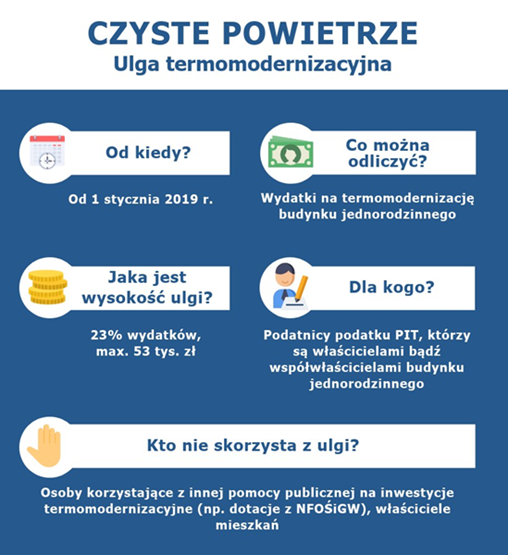 CZYSTE POWIETRZE
Ulga termomodernizacyjna
Od kiedy?
Od 1 stycznia 2019 r.
Co można
odliczyć?
Wydatki na termomodernizację
budynku jednorodzinnego
Jaka jest
wysokość ulgi?
23% wydatków,
max. 53 tys. zł
Dla kogo?
Podatnicy podatku PIT, którzy
są właścicielami bądź
współwłaścicielami budynku
jednorodzinnego
Kto nie skorzysta z ulgi?
Osoby korzystające z innej pomocy publicznej na inwestycje
termomodernizacyjne (np. dotacje z NFOŚiGW), właściciele
mieszkań